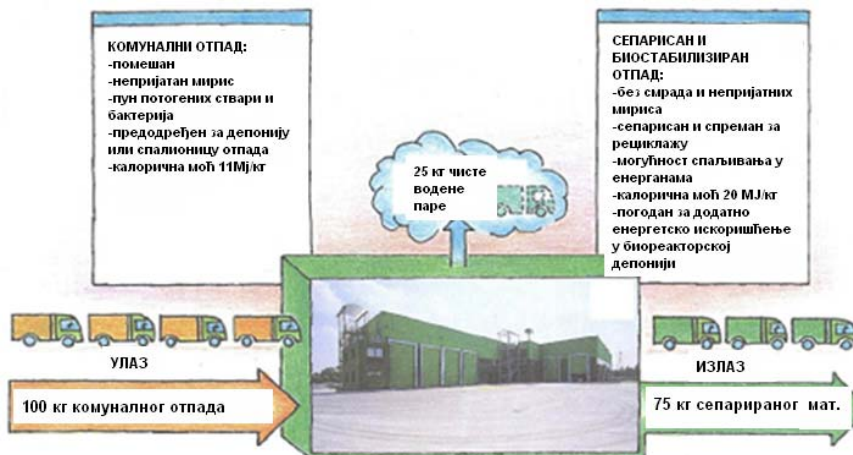 КОМУНАЛНИ ОТПАД:
-помешан
-непријатан мирис
-пун потогених ствари и
бактерија
-предодређен за депонију
или спалионицу отпада
-калорична моћ 11Мј/кг
25 кг чисте
водене
паре
СЕПАРИСАН И
БИОСТАБИЛИЗИРАН
ОТПАД:
-без смрада и непријатних
мириса
-сепарисан и спреман за
рециклажу
-могућност спаљивања у
енерганама
-калорична моћ 20 МЈ/кг
-погодан за додатно
енергетско искоришћење
у биореакторској
депонији
УЛАЗ
100 кг комуналног отпада
ИЗЛАЗ
75 кг сепарираног мат.